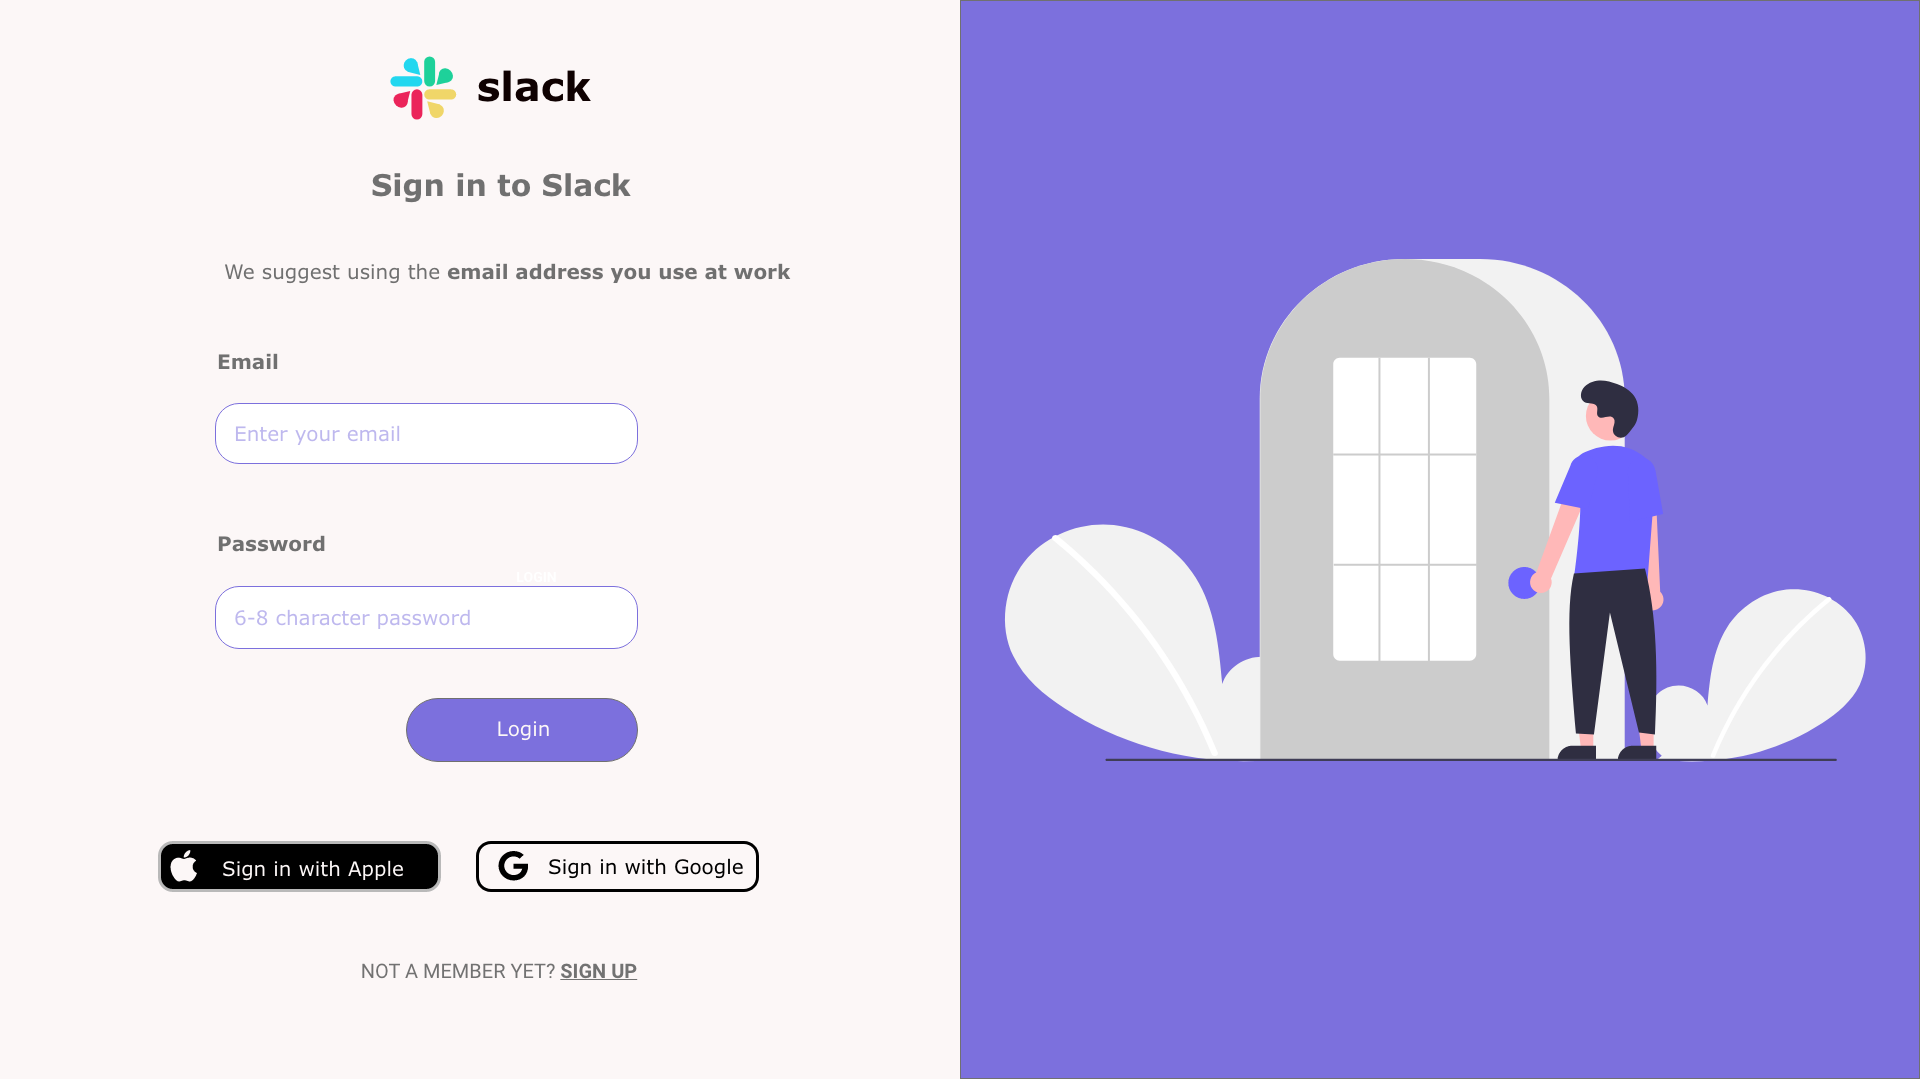 slack
Sign in to Slack
We suggest using the email address you use at work
Email
Enter your email
Password
LOGIN
6-8 character password
Login
Sign in with Apple
Sign in with Google
NOT A MEMBER YET? SIGN UP